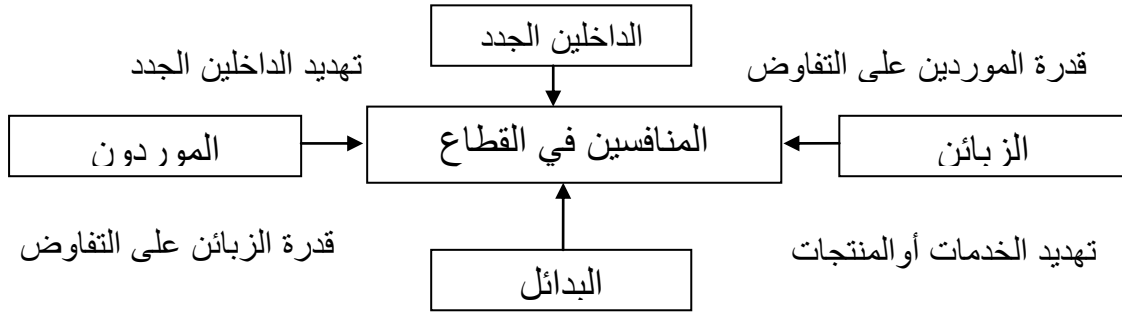 الداخلين الجدد
قدرة الموردين على التفاوض
تهديد الداخلين الجدد
الزبائن
المنافسين في القطاع
الموردون
تهديد الخدمات أوالمنتجات
قدرة الزبائن على التفاوض
البدائل